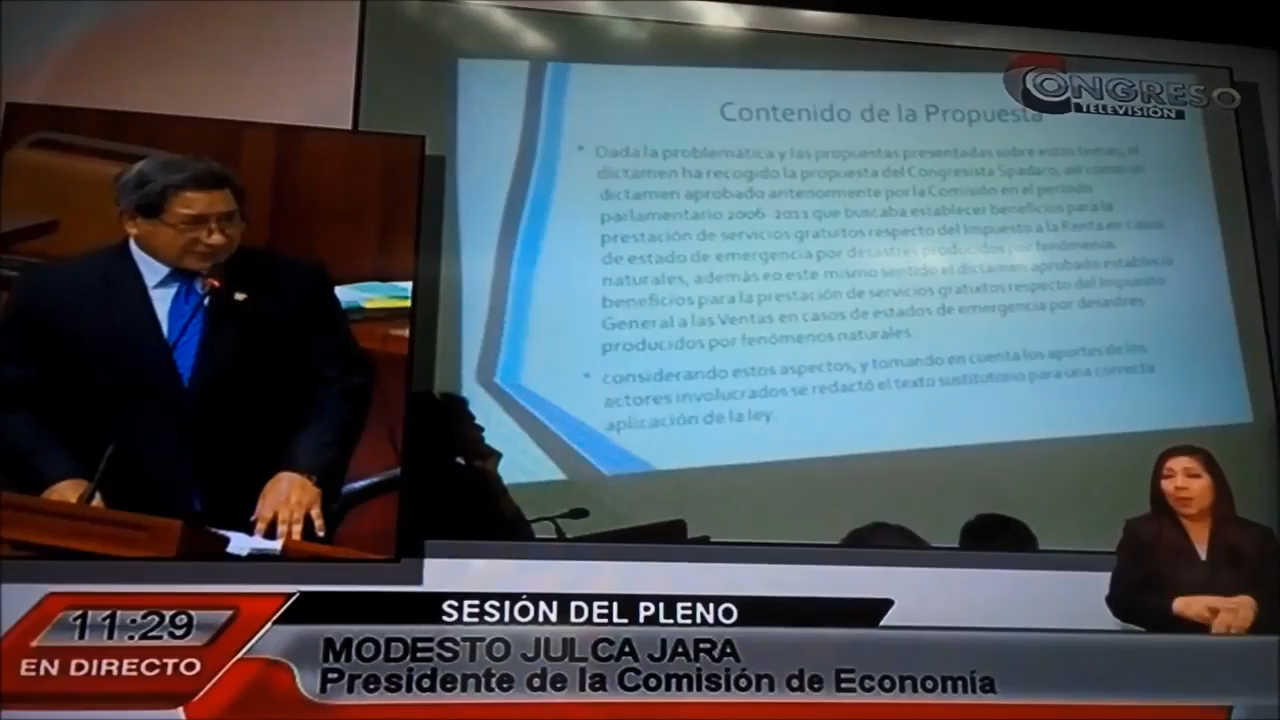 CONGRESO
TELEVISIÓN
Contenido de la Propuesta
• Dada la problemática y las propuestas presentadas sobre estos temas, el
dictamen ha recogido la propuesta del Congresista Spadaro, así como un
dictamen aprobado anteriormente por la Comisión en el periodo
parlamentario 2006-2011 que buscaba establecer beneficios para la
prestación de servicios gratuitos respecto del Impuesto a la Renta en casos
de estado de emergencia por desastres producidos por fenómenos
naturales, además en este mismo sentido el dictamen aprobado establecía
beneficios para la prestación de servicios gratuitos respecto del Impuesto
General a las Ventas en casos de estados de emergencia por desastres
producidos por fenómenos naturales.
• considerando estos aspectos, y tomando en cuenta los aportes de los
actores involucrados se redactó el texto sustitutorio para una correcta
aplicación de la ley.
SESIÓN DEL PLENO
11:29
EN DIRECTO
MODESTO JULCA JARA
Presidente de la Comisión de Economía